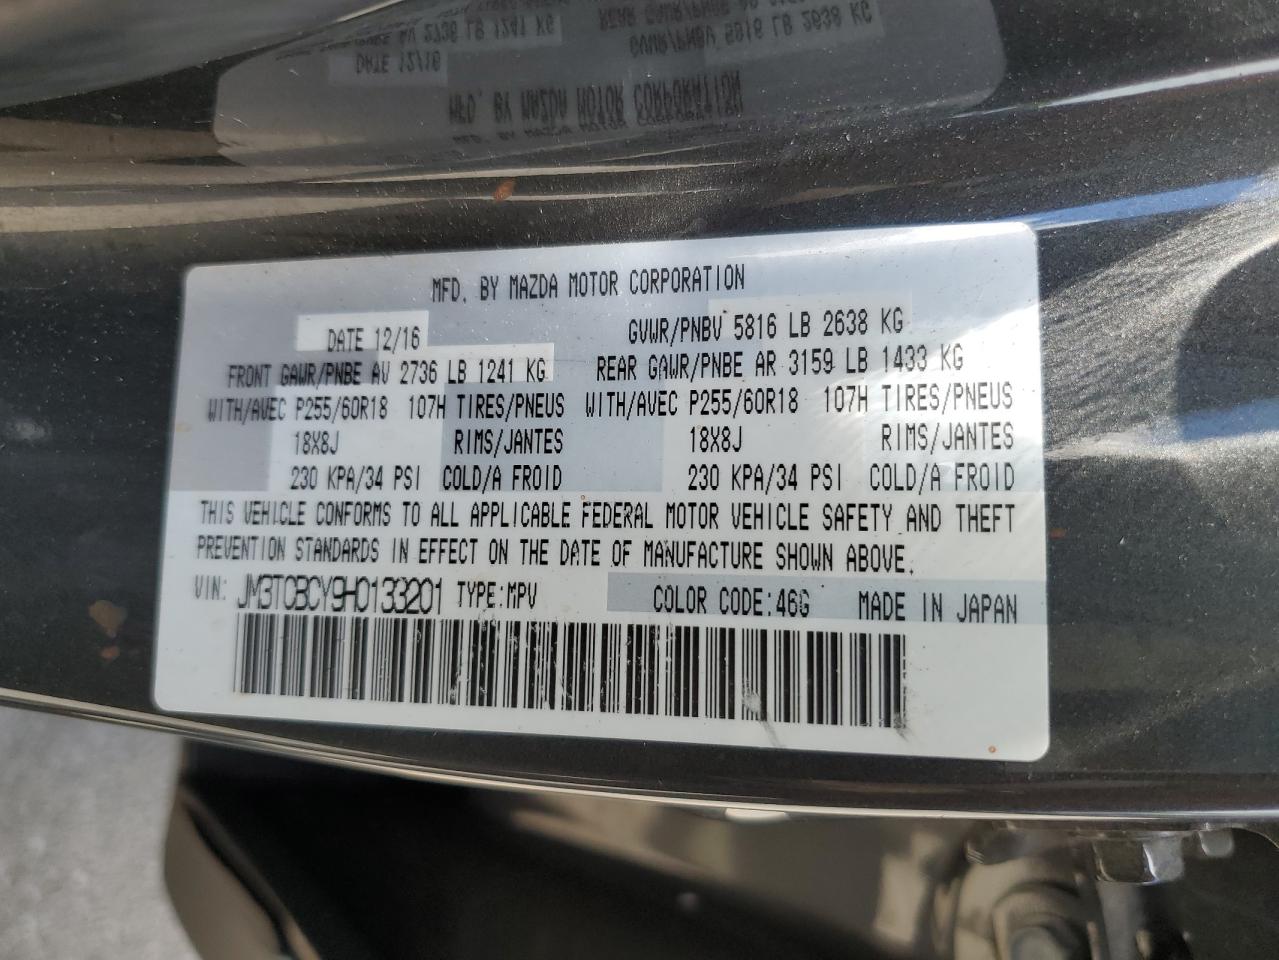 MFD. BY MAZDA MOTOR CORPORATION
DATE 12/16 GVWR/PNBV 5816 LB 2638 KG
FRONT GAWR/PNBE AV 2736 LB 1241 KG REAR GAWR/PNBE AR 3159 LB 1433 KG
WITH/AVEC P255/60R18 107H TIRES/PNEUS WITH/AVEC P255/60R18 107H TIRES/PNEUS
18X8J RIMS/JANTES 18X8J RIMS/JANTES
230 KPA/34 PSI COLD/A FROID 230 KPA/34 PSI COLD/A FROID
THIS VEHICLE CONFORMS TO ALL APPLICABLE FEDERAL MOTOR VEHICLE SAFETY AND THEFT
PREVENTION STANDARDS IN EFFECT ON THE DATE OF MANUFACTURE SHOWN ABOVE.
VIN: JM3TCBCY9H0133201 TYPE:MPV COLOR CODE:46G MADE IN JAPAN